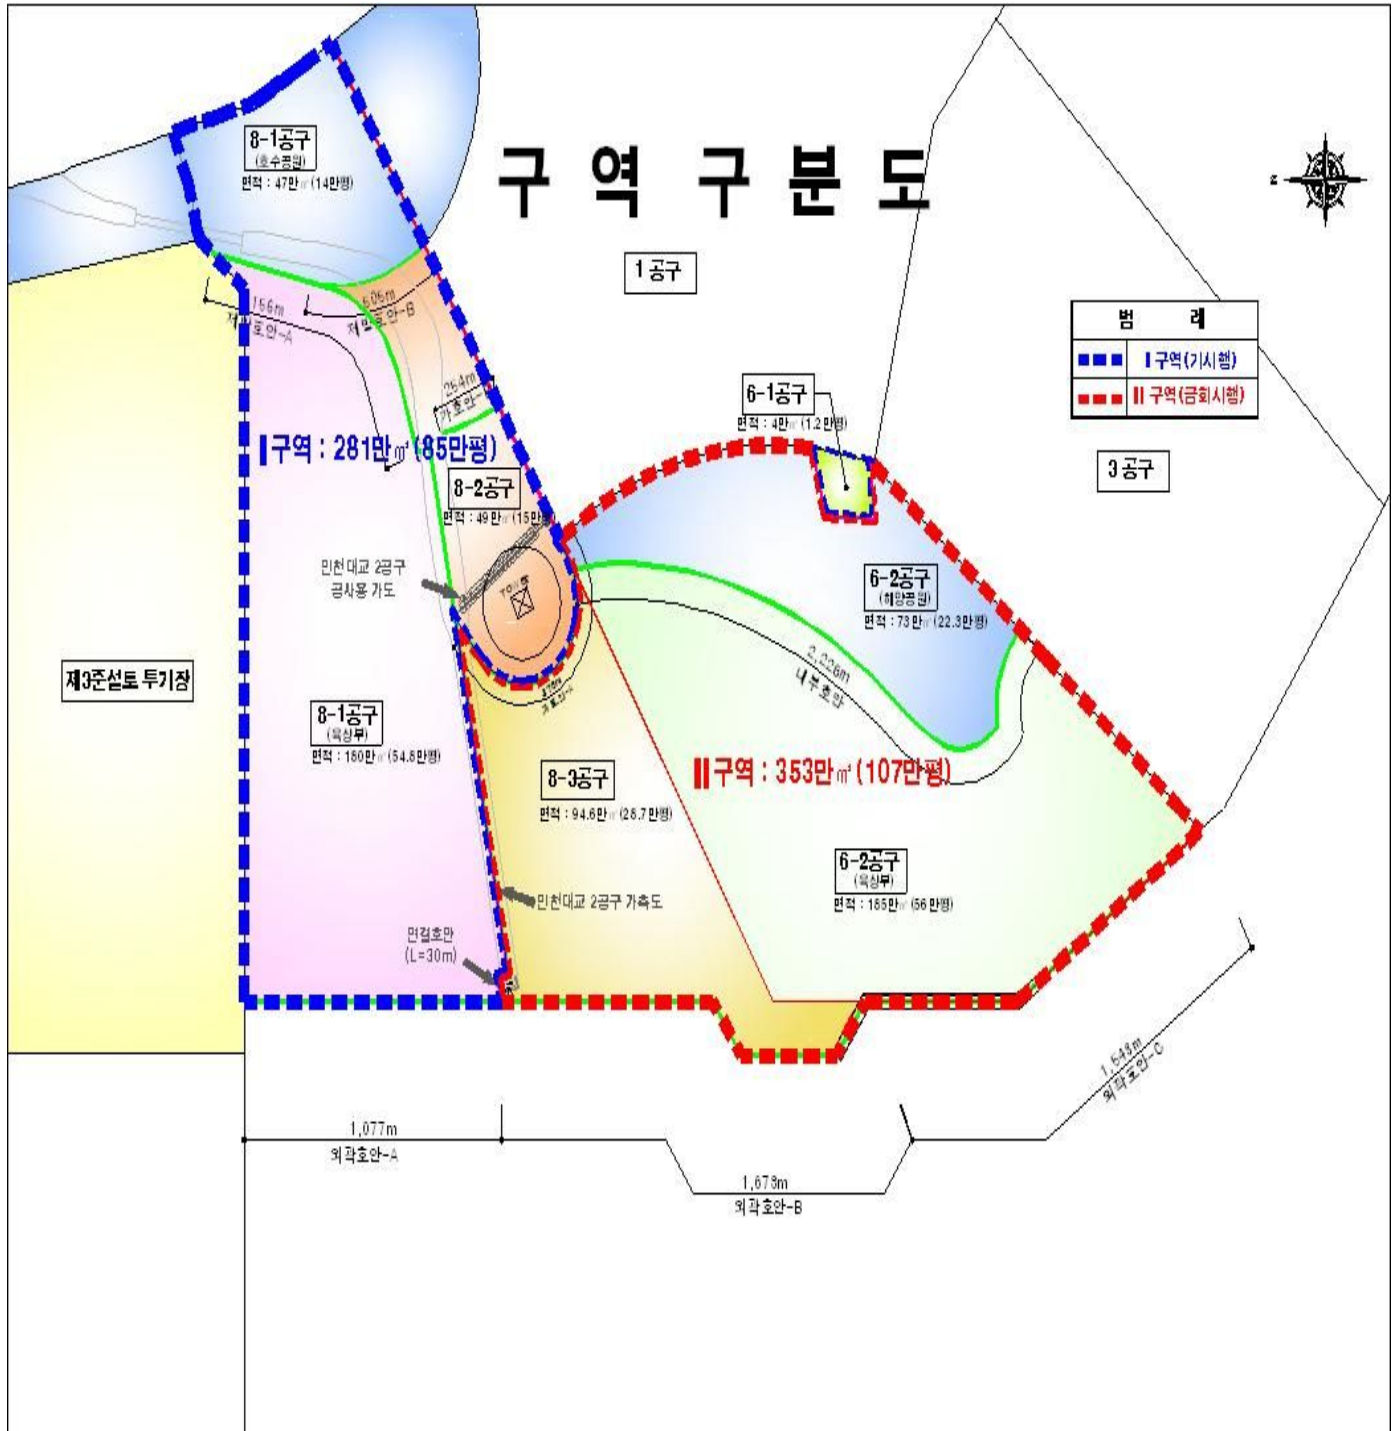 구 역 구 분 도
8-1공구
(호수공원)
면적 : 47만㎡(14만평)
1 공구
범 례
I 구역(기시행)
II 구역(금회시행)
166m
제방호안-A
606m
제방호안-B
254m
가호안-
I구역 : 281만㎡(85만평)
8-2공구
면적 : 49만㎡(15만평)
6-1공구
면적 : 4만㎡(1.2만평)
3 공구
인천대교 2공구
공사용 가도
TOWER
6-2공구
(해양공원)
면적 : 73만㎡(22.3만평)
2,228m
내부호안
제3준설토 투기장
8-1공구
(육상부)
면적 : 180만㎡(54.8만평)
8-3공구
면적 : 94.6만㎡(28.7만평)
II구역 : 353만㎡(107만평)
6-2공구
(육상부)
면적 : 185만㎡(56만평)
인천대교 2공구 가축도
연결호안
(L=30m)
1,077m
외곽호안-A
1,678m
외곽호안-B
1,648m
외곽호안-C